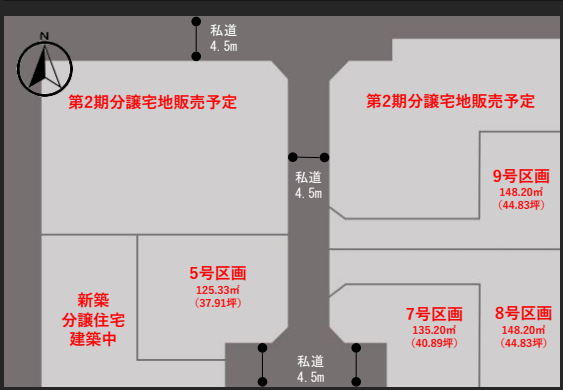 私道
4.5m
N
第2期分譲宅地販売予定
第2期分譲宅地販売予定
私道
4.5m
9号区画
148.20㎡
（44.83坪）
5号区画
125.33㎡
（37.91坪）
新築
分譲住宅
建築中
7号区画
135.20㎡
（40.89坪）
8号区画
148.20㎡
（44.83坪）
私道
4.5m